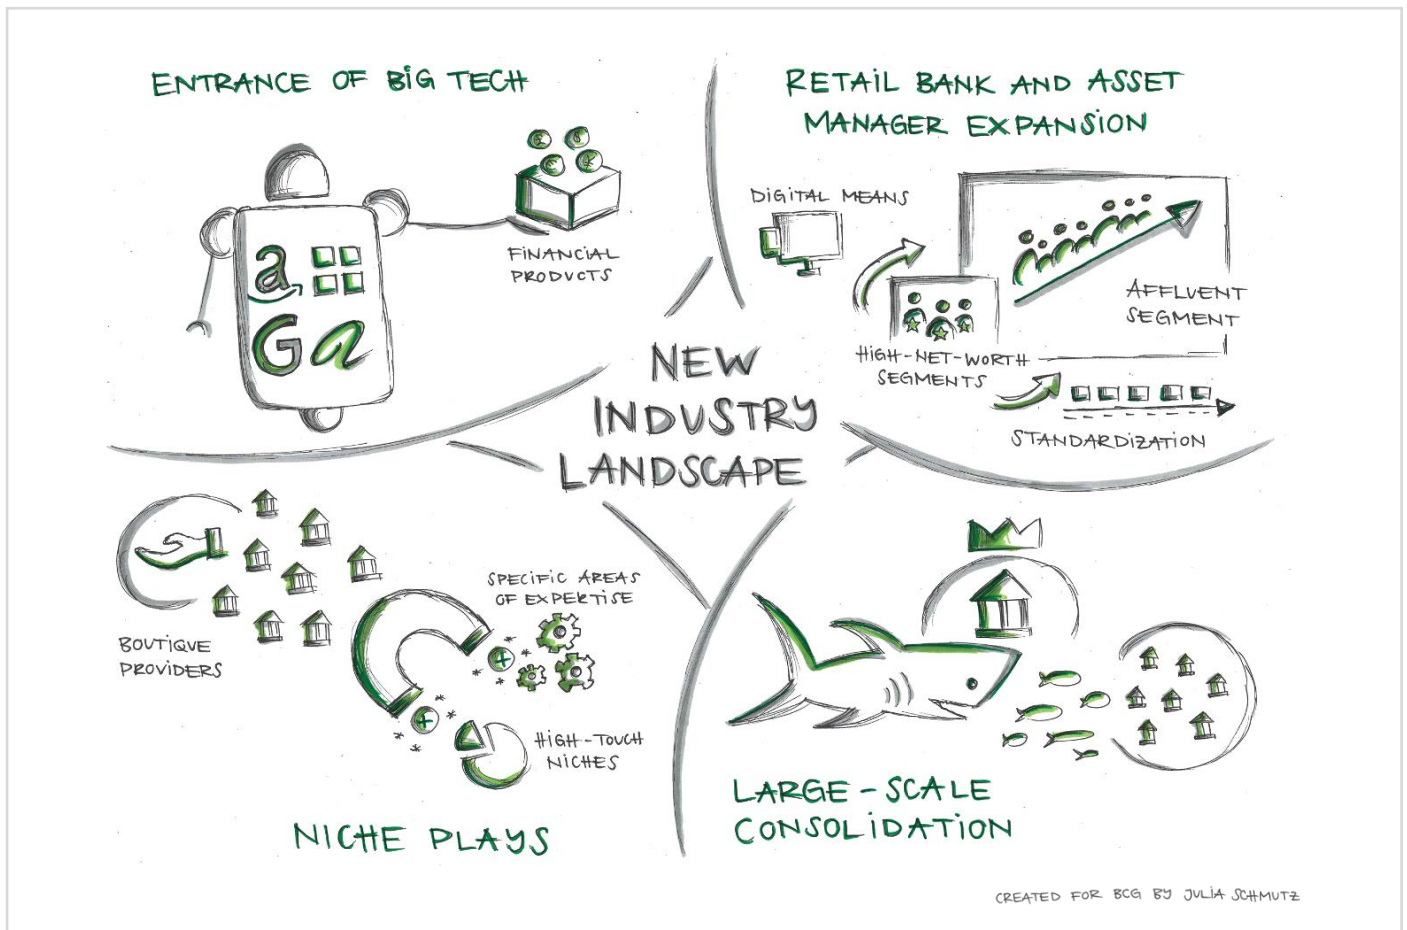 ENTRANCE OF BiG TECH
a
G a
FiNANCiAL
PRODUCTS
RETAiL BANK AND ASSET
MANAGER EXPANSiON
DiGiTAL MEANS
AFFLUENT
SEGMENT
HiGH-NET-WORTH
SEGMENTS
STANDARDiZATiON
NEW
INDUSTRY
LANDSCAPE
BOUTiQUE
PROViDERS
SPECiFiC AREAS
OF EXPERTiSE
HiGH-TOUCH
NiCHES
NICHE PLAYS
LARGE-SCALE
CONSOLiDATiON
CREATED FOR BCG BY JULiA SCHMUTZ